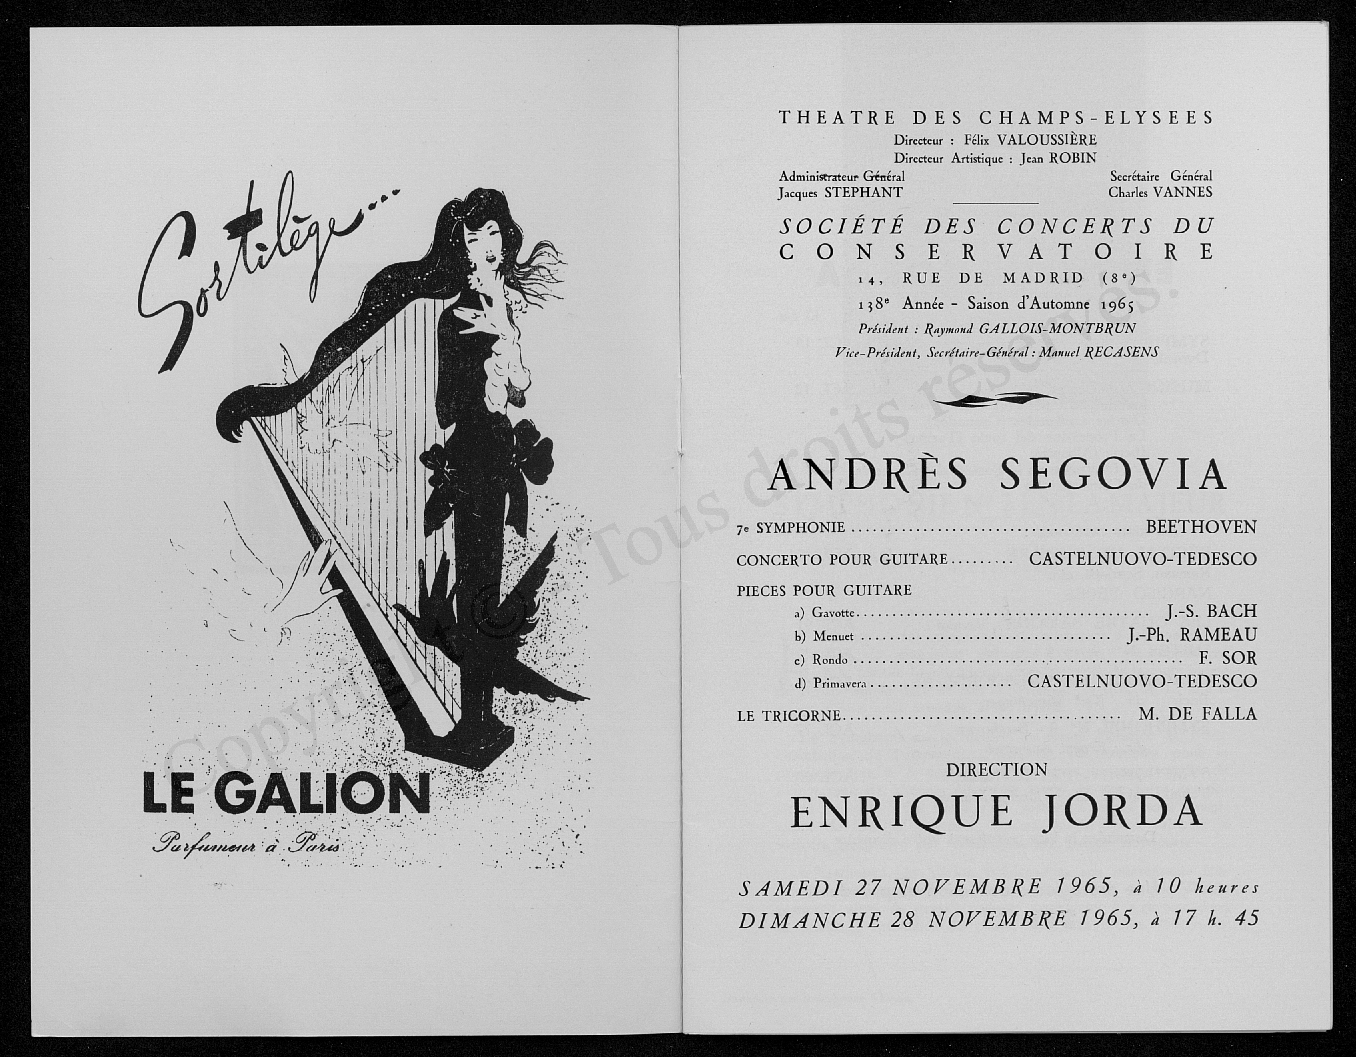 Sortilège...
LE GALION
Parfumeur à Paris
THEATRE DES CHAMPS-ELYSEES
Directeur : Félix VALOUSSIÈRE
Directeur Artistique : Jean ROBIN
Administrateur Général Secrétaire Général
Jacques STEPHANT Charles VANNES
SOCIÉTÉ DES CONCERTS DU
CONSERVATOIRE
14, RUE DE MADRID (8e)
138e Année - Saison d'Automne 1965
Président : Raymond GALLOIS-MONTBRUN
Vice-Président, Secrétaire-Général : Manuel RECASENS
ANDRÈS SEGOVIA
7e SYMPHONIE ...................................... BEETHOVEN
CONCERTO POUR GUITARE......... CASTELNUOVO-TEDESCO
PIECES POUR GUITARE
a) Gavotte......................................... J.-S. BACH
b) Menuet .................................. J.-Ph. RAMEAU
c) Rondo ............................................. F. SOR
d) Primavera.................... CASTELNUOVO-TEDESCO
LE TRICORNE...................................... M. DE FALLA
DIRECTION
ENRIQUE JORDA
SAMEDI 27 NOVEMBRE 1965, à 10 heures
DIMANCHE 28 NOVEMBRE 1965, à 17 h. 45
Copyright © Tous droits réservés.